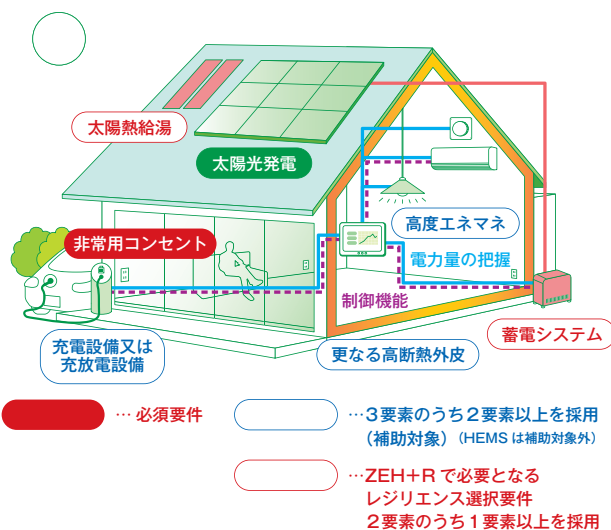 太陽熱給湯
太陽光発電
非常用コンセント
高度エネマネ
電力量の把握
制御機能
蓄電システム
充電設備又は
充放電設備
更なる高断熱外皮
… 必須要件
…3要素のうち2要素以上を採用
（補助対象）（HEMSは補助対象外）
…ZEH+Rで必要となる
レジリエンス選択要件
2要素のうち1要素以上を採用